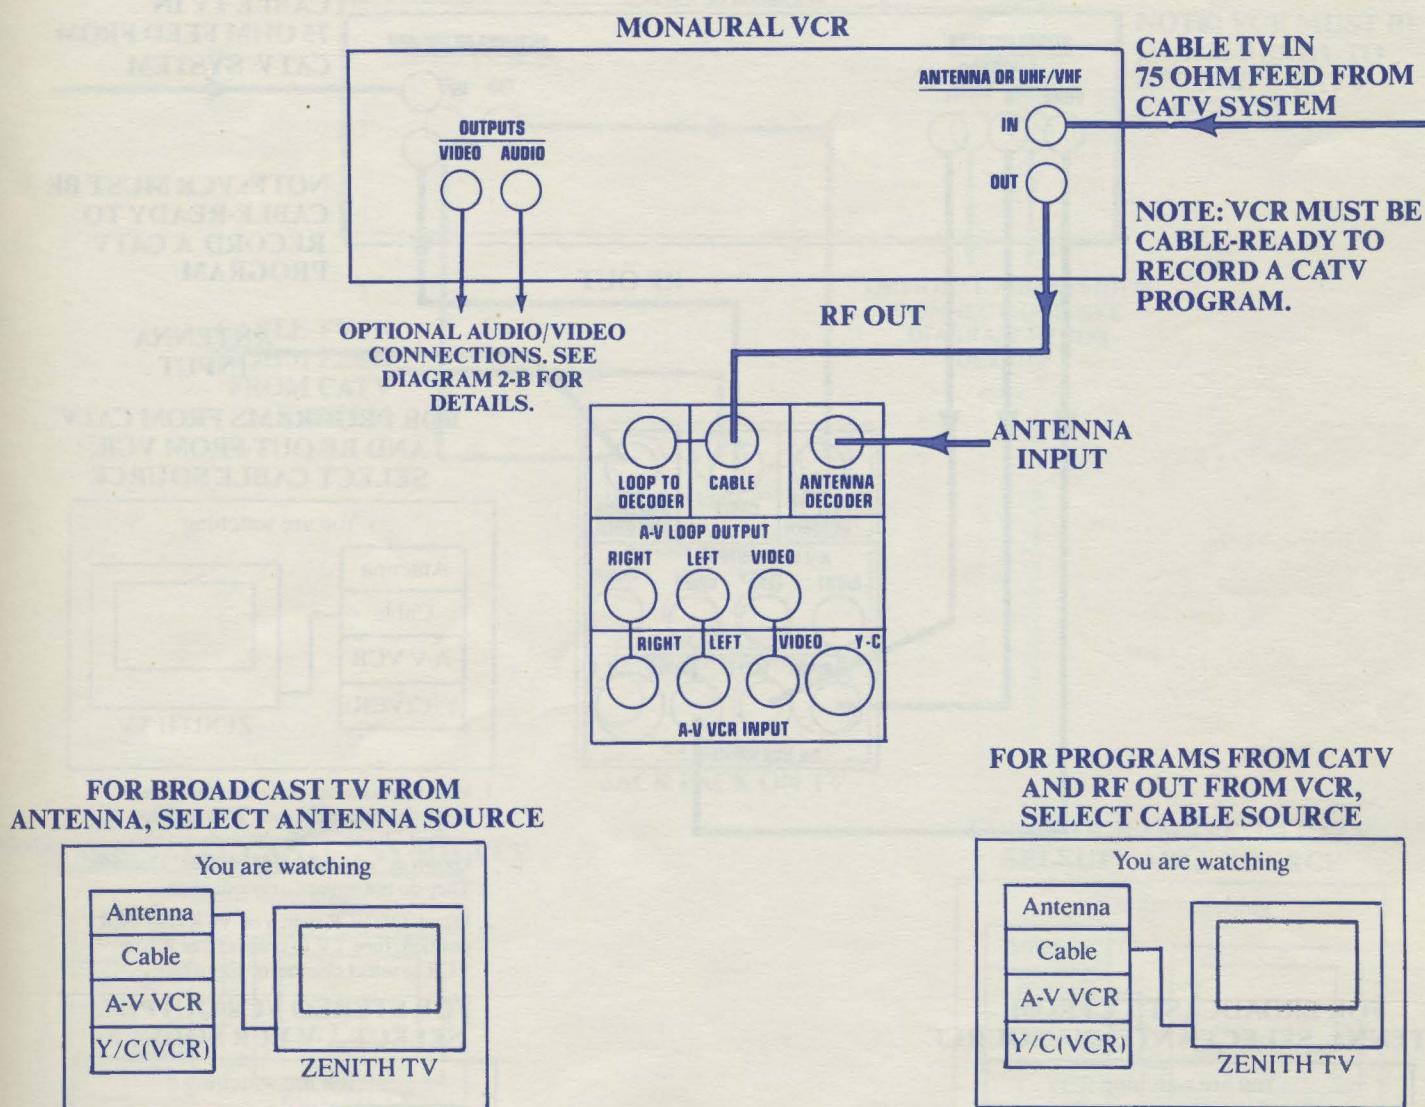 MONAURAL VCR
CABLE TV IN
75 OHM FEED FROM
CATV SYSTEM
ANTENNA OR UHF/VHF
IN
OUT
OUTPUTS
VIDEO AUDIO
NOTE: VCR MUST BE
CABLE-READY TO
RECORD A CATV
PROGRAM.
RF OUT
OPTIONAL AUDIO/VIDEO
CONNECTIONS. SEE
DIAGRAM 2-B FOR
DETAILS.
ANTENNA
INPUT
LOOP TO
DECODER
CABLE
ANTENNA
DECODER
A-V LOOP OUTPUT
RIGHT LEFT VIDEO
RIGHT LEFT VIDEO Y-C
A-V VCR INPUT
FOR BROADCAST TV FROM
ANTENNA, SELECT ANTENNA SOURCE
You are watching
Antenna
Cable
A-V VCR
Y/C(VCR)
ZENITH TV
FOR PROGRAMS FROM CATV
AND RF OUT FROM VCR,
SELECT CABLE SOURCE
You are watching
Antenna
Cable
A-V VCR
Y/C(VCR)
ZENITH TV